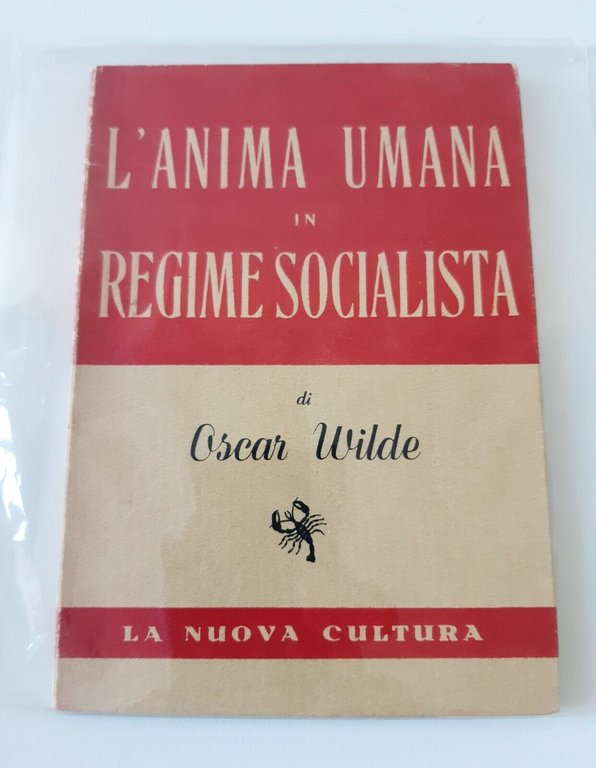 L'ANIMA UMANA
IN
REGIME SOCIALISTA
di
Oscar Wilde
LA NUOVA CULTURA